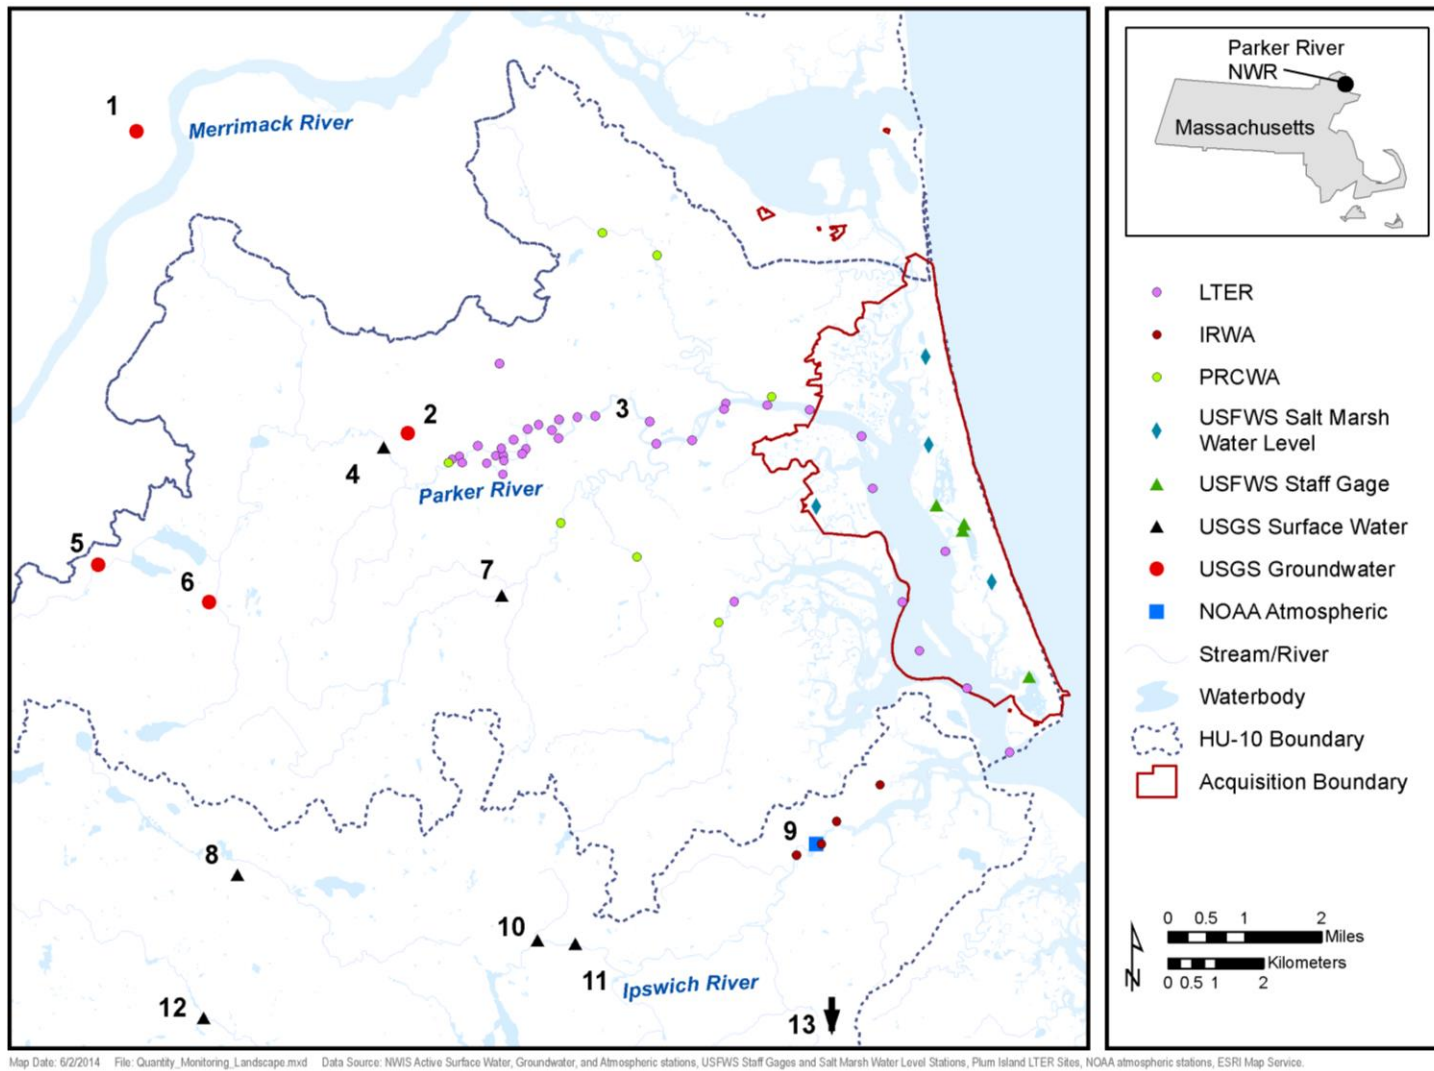 1
Merrimack River
2
3
4
Parker River
5
6
7
8
9
10
11
Ipswich River
12
13
Parker River
NWR
Massachusetts
LTER
IRWA
PRCWA
USFWS Salt Marsh
Water Level
USFWS Staff Gage
USGS Surface Water
USGS Groundwater
NOAA Atmospheric
Stream/River
Waterbody
HU-10 Boundary
Acquisition Boundary
0 0.5 1 2
Miles
Kilometers
0 0.5 1 2
N
Map Date: 6/2/2014 File: Quantity_Monitoring_Landscape.mxd Data Source: NWIS Active Surface Water, Groundwater, and Atmospheric stations, USFWS Staff Gages and Salt Marsh Water Level Stations, Plum Island LTER Sites, NOAA atmospheric stations, ESRI Map Service.